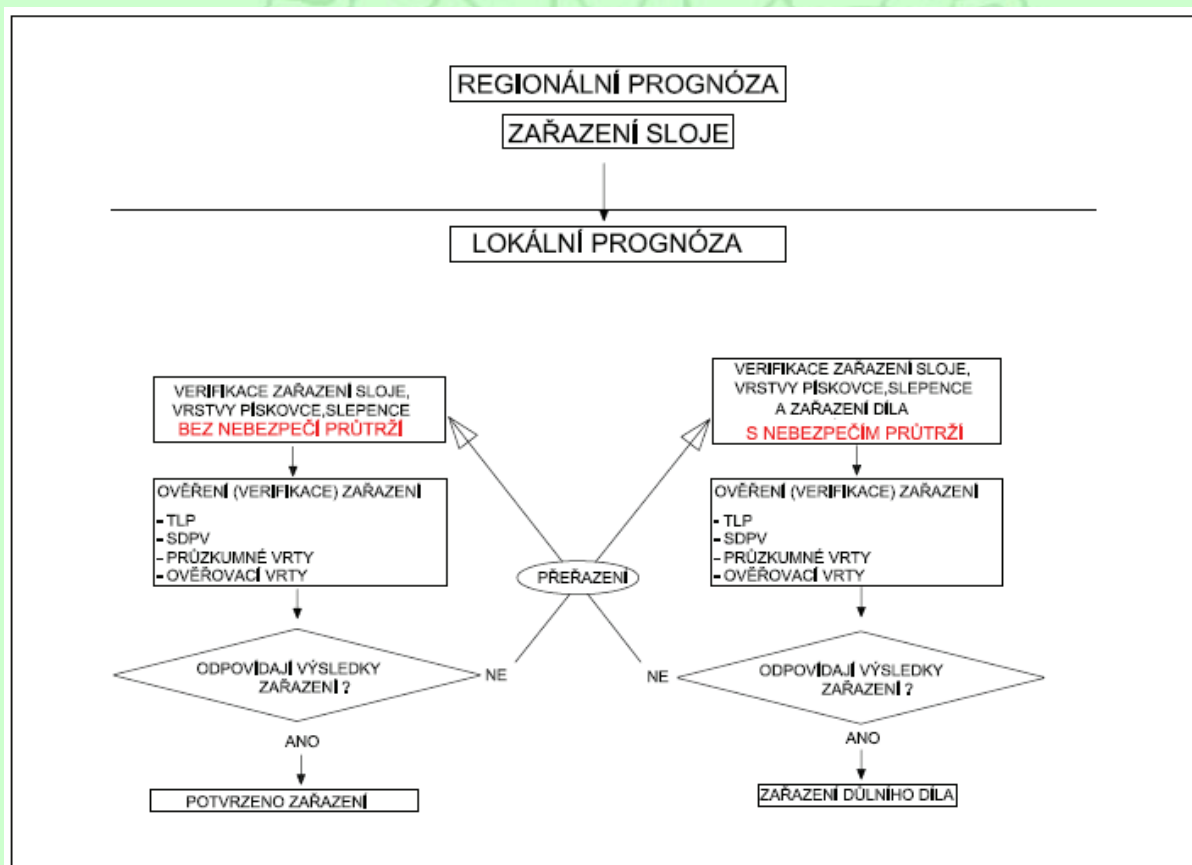 REGIONÁLNÍ PROGNÓZA
ZAŘAZENÍ SLOJE
LOKÁLNÍ PROGNÓZA
VERIFIKACE ZAŘAZENÍ SLOJE,
VRSTVY PÍSKOVCE,SLEPENCE
BEZ NEBEZPEČÍ PRŮTRŽÍ
OVĚŘENÍ (VERIFIKACE) ZAŘAZENÍ
- TLP
- SDPV
- PRŮZKUMNÉ VRTY
- OVĚŘOVACÍ VRTY
ODPOVÍDAJÍ VÝSLEDKY
ZAŘAZENÍ ?
NE
ANO
POTVRZENO ZAŘAZENÍ
PŘEŘAZENÍ
VERIFIKACE ZAŘAZENÍ SLOJE,
VRSTVY PÍSKOVCE,SLEPENCE
A ZAŘAZENÍ DÍLA
S NEBEZPEČÍM PRŮTRŽÍ
OVĚŘENÍ (VERIFIKACE) ZAŘAZENÍ
- TLP
- SDPV
- PRŮZKUMNÉ VRTY
- OVĚŘOVACÍ VRTY
ODPOVÍDAJÍ VÝSLEDKY
ZAŘAZENÍ ?
NE
ANO
ZAŘAZENÍ DŮLNÍHO DÍLA